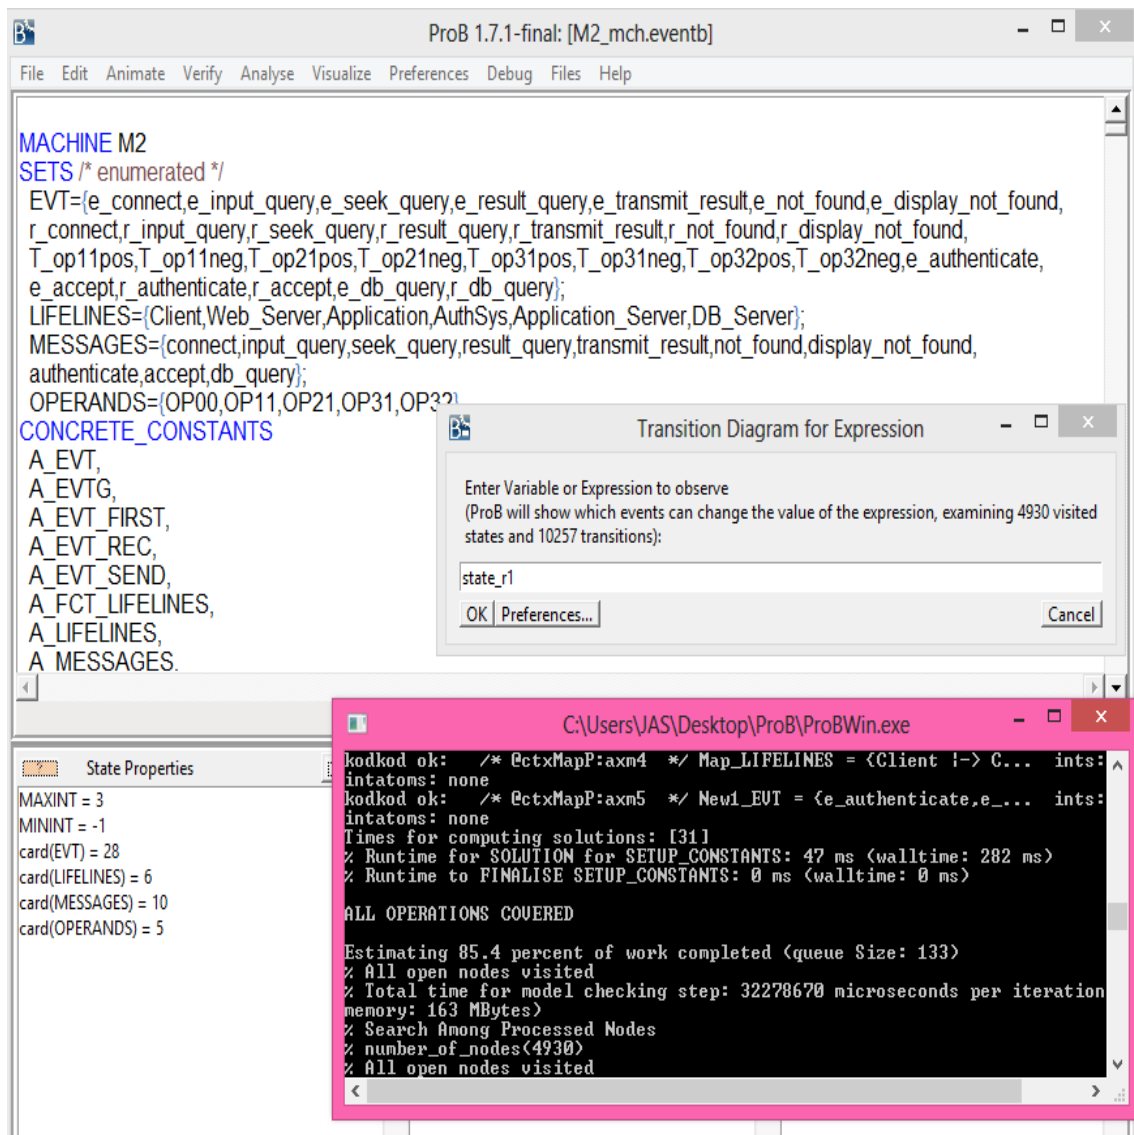 ProB 1.7.1-final: [M2_mch.eventb]
File Edit Animate Verify Analyse Visualize Preferences Debug Files Help
MACHINE M2
SETS /* enumerated */
EVT={e_connect,e_input_query,e_seek_query,e_result_query,e_transmit_result,e_not_found,e_display_not_found,
r_connect,r_input_query,r_seek_query,r_result_query,r_transmit_result,r_not_found,r_display_not_found,
T_op11pos,T_op11neg,T_op21pos,T_op21neg,T_op31pos,T_op31neg,T_op32pos,T_op32neg,e_authenticate,
e_accept,r_authenticate,r_accept,e_db_query,r_db_query};
LIFELINES={Client,Web_Server,Application,AuthSys,Application_Server,DB_Server};
MESSAGES={connect,input_query,seek_query,result_query,transmit_result,not_found,display_not_found,
authenticate,accept,db_query};
OPERANDS={OP00,OP11,OP21,OP31,OP32}
CONCRETE_CONSTANTS
A_EVT,
A_EVTG,
A_EVT_FIRST,
A_EVT_REC,
A_EVT_SEND,
A_FCT_LIFELINES,
A_LIFELINES,
A_MESSAGES.
Transition Diagram for Expression
Enter Variable or Expression to observe
(ProB will show which events can change the value of the expression, examining 4930 visited
states and 10257 transitions):
state_r1
OK Preferences... Cancel
State Properties
MAXINT = 3
MININT = -1
card(EVT) = 28
card(LIFELINES) = 6
card(MESSAGES) = 10
card(OPERANDS) = 5
C:\Users\JAS\Desktop\ProB\ProBWin.exe
kodkod ok: /* @ctxMapP:axm4 */ Map_LIFELINES = {Client |-> C... ints:
intatoms: none
kodkod ok: /* @ctxMapP:axm5 */ New1_EVT = {e_authenticate,e_... ints:
intatoms: none
Times for computing solutions: [31]
% Runtime for SOLUTION for SETUP_CONSTANTS: 47 ms (walltime: 282 ms)
% Runtime to FINALISE SETUP_CONSTANTS: 0 ms (walltime: 0 ms)
ALL OPERATIONS COVERED
Estimating 85.4 percent of work completed (queue Size: 133)
% All open nodes visited
% Total time for model checking step: 32278670 microseconds per iteration
memory: 163 MBytes)
% Search Among Processed Nodes
% number_of_nodes(4930)
% All open nodes visited